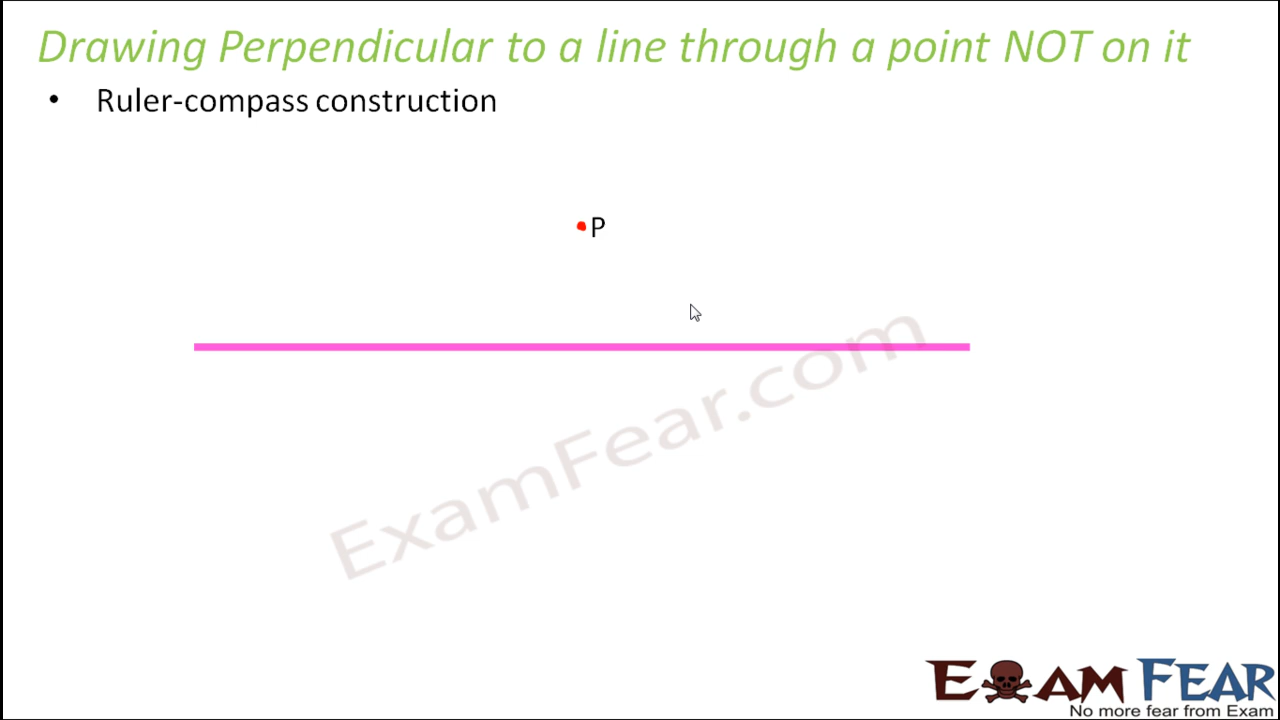 Drawing Perpendicular to a line through a point NOT on it
• Ruler-compass construction
P
ExamFear.com
EXAM FEAR
No more fear from Exam